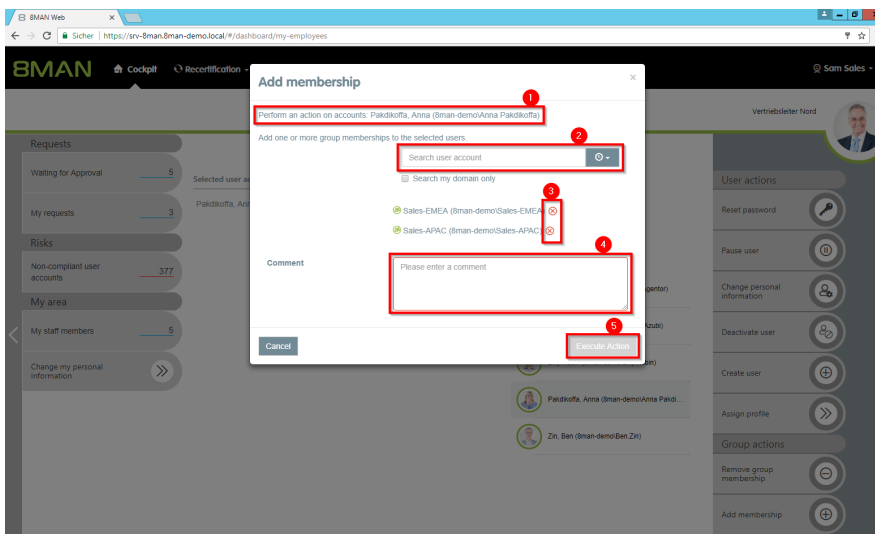 8MAN Web
Sicher | https://srv-8man.8man-demo.local/#/dashboard/my-employees
8MAN
Cockpit
Recertification
Sam Sales
Vertriebsleiter Nord
Add membership
×
1
Perform an action on accounts: Pakdikoffa, Anna (8man-demo\Anna Pakdikoffa)
Add one or more group memberships to the selected users.
2
Search user account
Search my domain only
3
Sales-EMEA (8man-demo\Sales-EMEA)
Sales-APAC (8man-demo\Sales-APAC)
4
Comment
Please enter a comment
5
Cancel
Execute Action
Requests
Waiting for Approval
5
My requests
3
Risks
Non-compliant user
accounts
377
My area
My staff members
5
Change my personal
information
Selected user
Pakdikoffa,
Pakdikoffa, Anna (8man-demo\Anna Pakdi...
Zin, Ben (8man-demo\Ben.Zin)
User actions
Reset password
Pause user
Change personal
information
Deactivate user
Create user
Assign profile
Group actions
Remove group
membership
Add membership